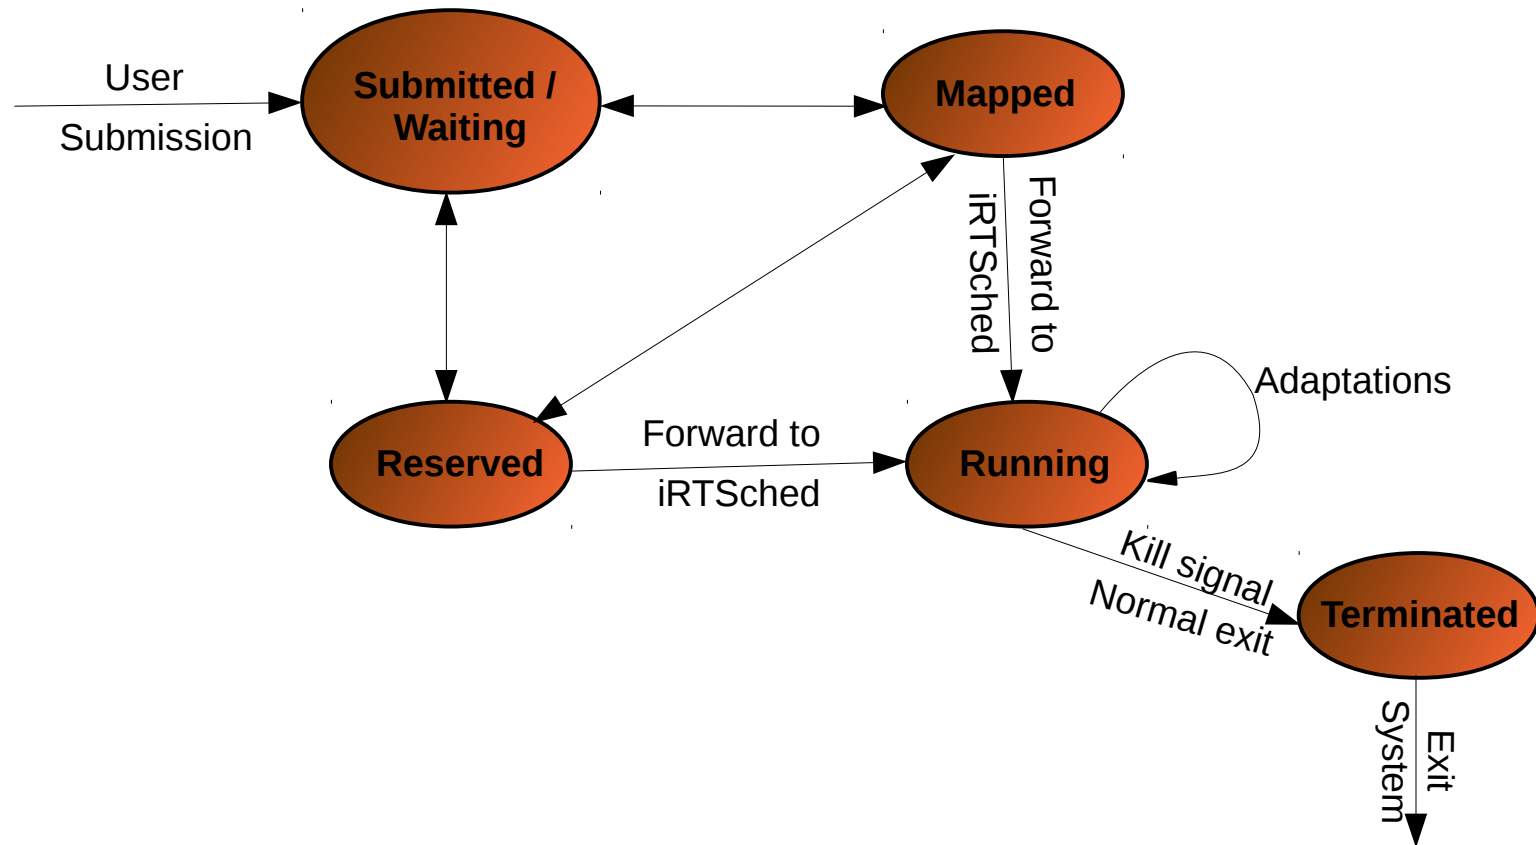 User
Submission
Submitted /
Waiting
Mapped
Forward to
iRTSched
Adaptations
Reserved
Forward to
iRTSched
Running
Kill signal
Normal exit
Terminated
Exit
System